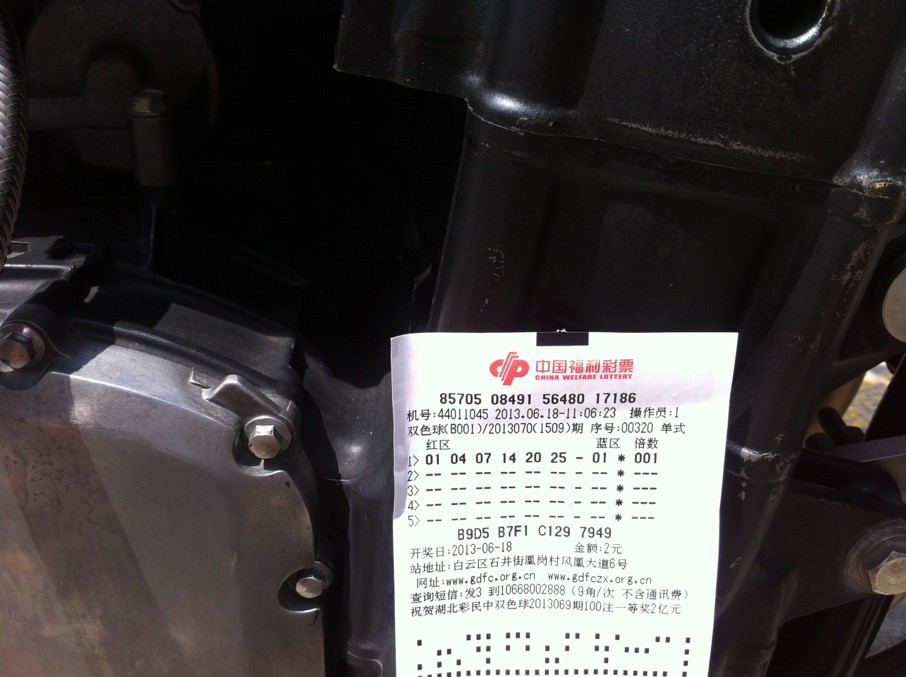 中国福利彩票
CHINA WELFARE LOTTERY
85705 08491 56480 17186
机号:44011045 2013.06.18-11:06:23 操作员:1
双色球(B001)/2013070(1509)期 序号:00320 单式
红区 蓝区 倍数
1> 01 04 07 14 20 25 - 01 * 001
2> -- -- -- -- -- -- - -- * ---
3> -- -- -- -- -- -- - -- * ---
4> -- -- -- -- -- -- - -- * ---
5> -- -- -- -- -- -- - -- * ---
B9D5 B7F1 C129 7949
开奖日:2013-06-18 金额:2元
站地址:白云区石井街凰岗村凤凰大道6号
网址:www.gdfc.org.cn www.gdfczx.org.cn
查询短信:发3 到10668002888 (9角/次 不含通讯费)
祝贺湖北彩民中双色球2013069期100注一等奖2亿元